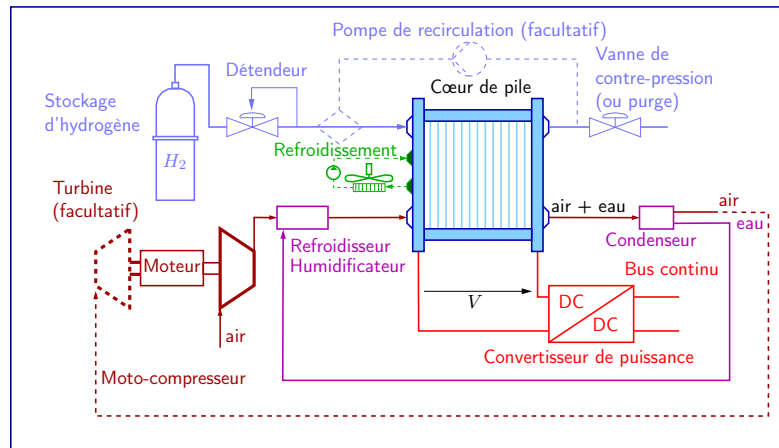 Pompe de recirculation (facultatif)
Détendeur
Vanne de
contre-pression
(ou purge)
Cœur de pile
Stockage
d'hydrogène
H2
Refroidissement
Turbine
(facultatif)
air + eau
air
eau
Refroidisseur
Humidificateur
Condenseur
Moteur
Bus continu
V
DC
DC
air
Convertisseur de puissance
Moto-compresseur